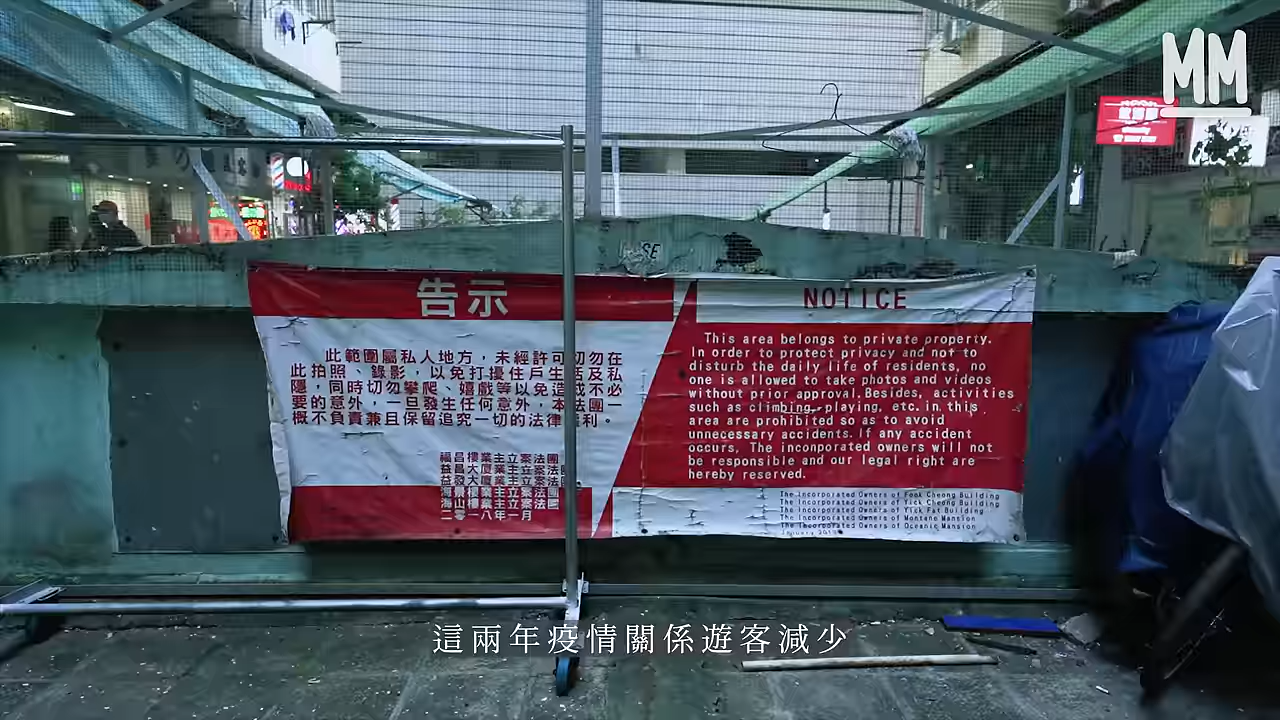 MM
告示
此範圍屬私人地方，未經許可切勿在
此拍照、錄影，以免打擾住戶生活及私
隱，同時切勿攀爬、嬉戲等以免造成不必
要的意外，一旦發生任何意外，本法團一
概不負責兼且保留追究一切的法律權利。
福昌樓業主立案法團
益昌大廈業主立案法團
益發大廈業主立案法團
海景樓業主立案法團
海山樓業主立案法團
二零一八年一月
NOTICE
This area belongs to private property.
In order to protect privacy and not to
disturb the daily life of residents, no
one is allowed to take photos and videos
without prior approval. Besides, activities
such as climbing, playing, etc. in this
area are prohibited so as to avoid
unnecessary accidents. If any accident
occurs, The inconporated owners will not
be responsible and our legal right are
hereby reserved.
The Incorporated Owners of Fook Cheong Building
The Incorporated Owners of Yick Cheong Building
The Incorporated Owners of Yick Fat Building
The Incorporated Owners of Montane Mansion
The Incorporated Owners of Oceanic Mansion
January 2018
這兩年疫情關係遊客減少